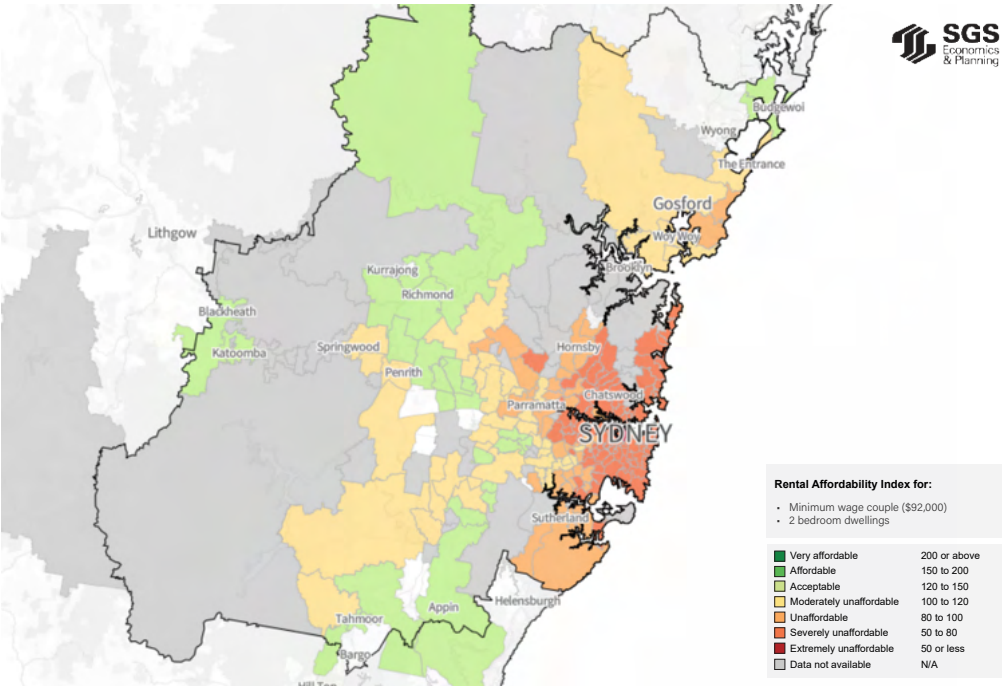 SGS
Economics
& Planning
Budgewoi
Wyong
The Entrance
Gosford
Woy Woy
Lithgow
Brooklyn
Kurrajong
Richmond
Blackheath
Katoomba
Springwood
Hornsby
Penrith
Chatswood
Parramatta
SYDNEY
Sutherland
Helensburgh
Appin
Tahmoor
Bargo
Rental Affordability Index for:
• Minimum wage couple ($92,000)
• 2 bedroom dwellings
Very affordable 200 or above
Affordable 150 to 200
Acceptable 120 to 150
Moderately unaffordable 100 to 120
Unaffordable 80 to 100
Severely unaffordable 50 to 80
Extremely unaffordable 50 or less
Data not available N/A